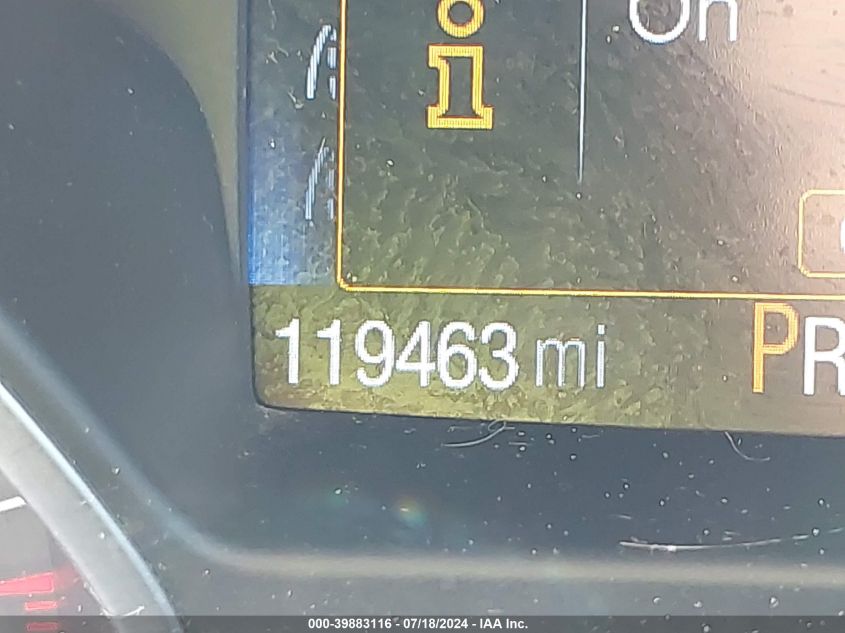 On
119463 mi
PR
000-39883116 - 07/18/2024 - IAA Inc.